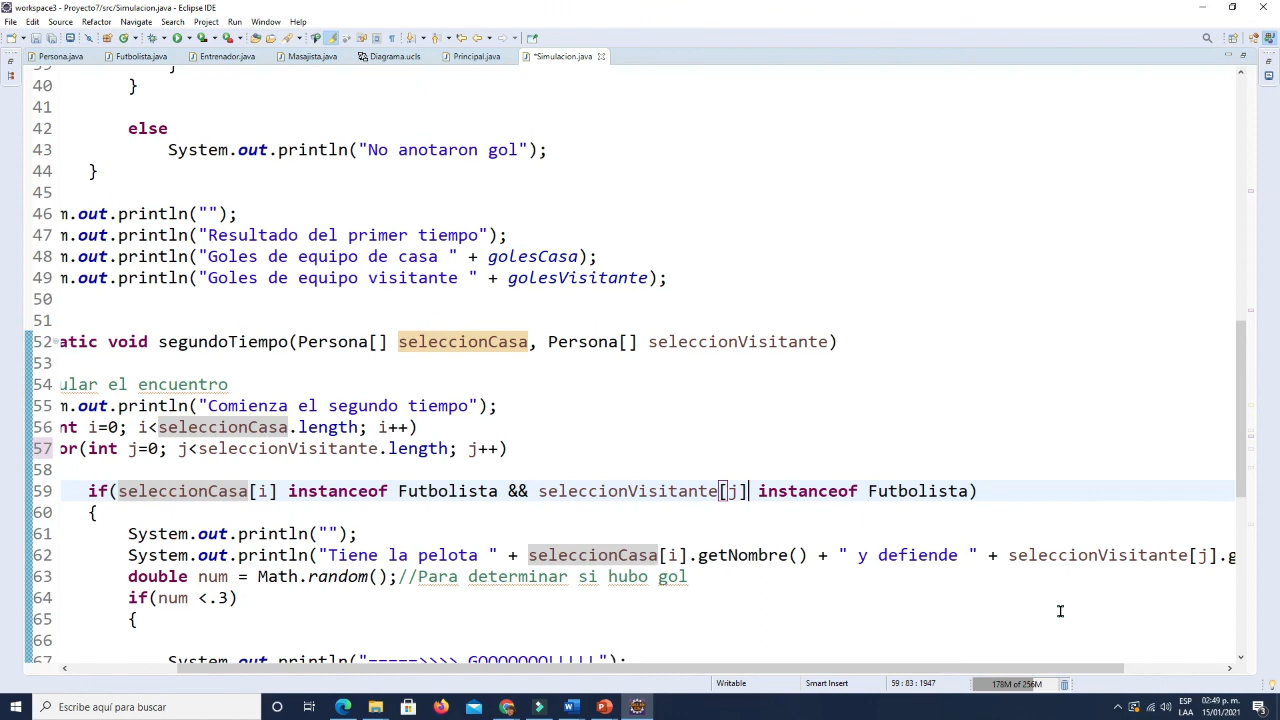 workspace3 - Proyecto7/src/Simulacion.java - Eclipse IDE
File Edit Source Refactor Navigate Search Project Run Window Help
Persona.java Futbolista.java Entrenador.java Masajista.java Diagrama.ucls Principal.java *Simulacion.java
39 }
40 }
41
42 else
43 System.out.println("No anotaron gol");
44 }
45
46 m.out.println("");
47 m.out.println("Resultado del primer tiempo");
48 m.out.println("Goles de equipo de casa " + golesCasa);
49 m.out.println("Goles de equipo visitante " + golesVisitante);
50
51
52 atic void segundoTiempo(Persona[] seleccionCasa, Persona[] seleccionVisitante)
53
54 ular el encuentro
55 m.out.println("Comienza el segundo tiempo");
56 nt i=0; i<seleccionCasa.length; i++)
57 or(int j=0; j<seleccionVisitante.length; j++)
58
59 if(seleccionCasa[i] instanceof Futbolista && seleccionVisitante[j] instanceof Futbolista)
60 {
61 System.out.println("");
62 System.out.println("Tiene la pelota " + seleccionCasa[i].getNombre() + " y defiende " + seleccionVisitante[j].g
63 double num = Math.random();//Para determinar si hubo gol
64 if(num <.3)
65 {
66
67 System.out.println("=====>>>> GOOOOOOO!!!!!");
Writable Smart Insert 59 : 83 : 1947 178M of 256M
Escribe aquí para buscar
ESP 02:49 p. m.
LAA 15/01/2021